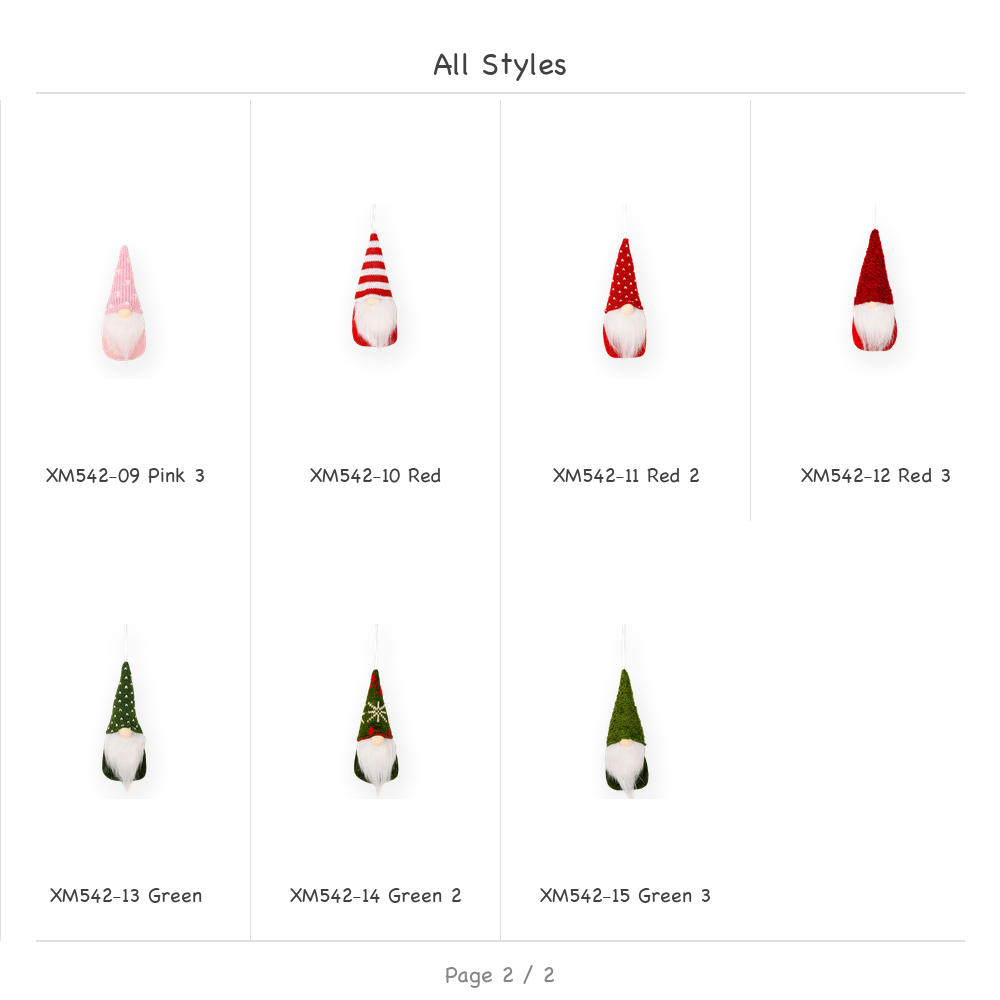 All Styles
XM542-09 Pink 3
XM542-10 Red
XM542-11 Red 2
XM542-12 Red 3
XM542-13 Green
XM542-14 Green 2
XM542-15 Green 3
Page 2 / 2